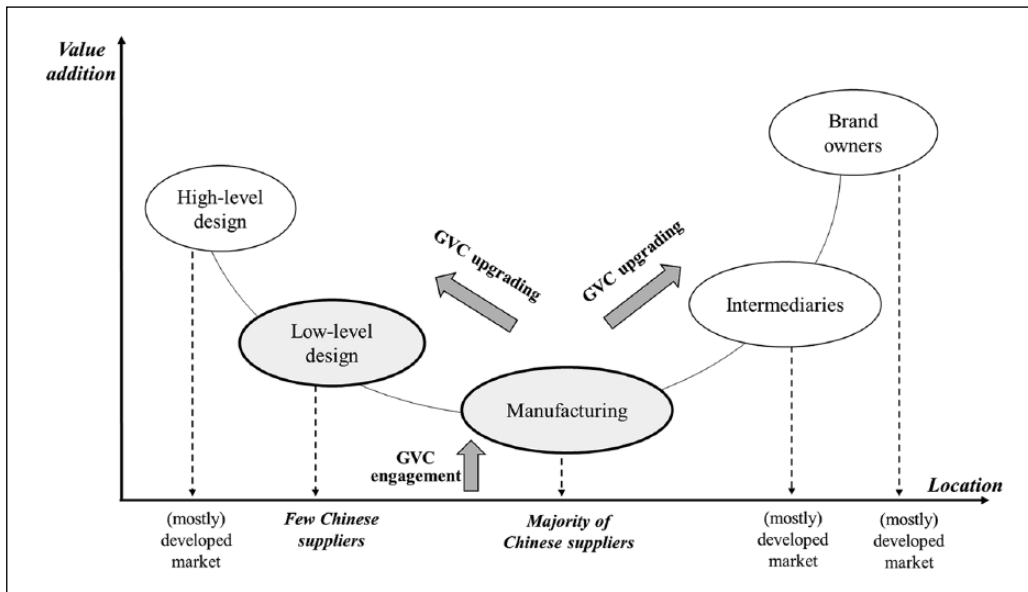 Value
addition
Brand
owners
High-level
design
GVC upgrading
GVC upgrading
Low-level
design
Intermediaries
Manufacturing
GVC
engagement
Location
(mostly)
developed
market
Few Chinese
suppliers
Majority of
Chinese suppliers
(mostly)
developed
market
(mostly)
developed
market